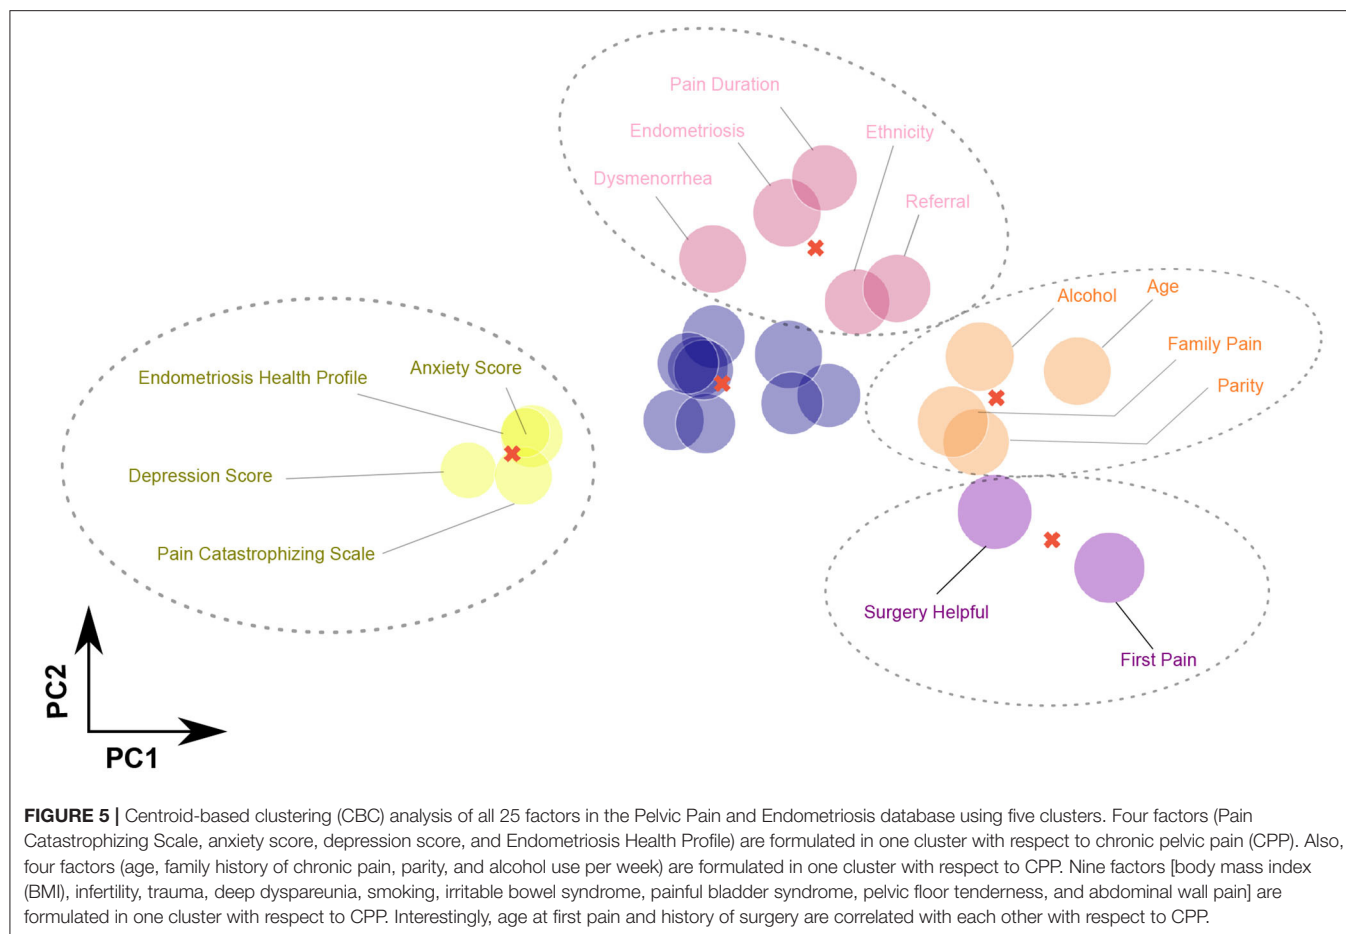 Pain Duration
Endometriosis
Ethnicity
Dysmenorrhea
Referral
Alcohol
Age
Family Pain
Parity
Anxiety Score
Endometriosis Health Profile
Depression Score
Pain Catastrophizing Scale
Surgery Helpful
First Pain
PC2
PC1
FIGURE 5 | Centroid-based clustering (CBC) analysis of all 25 factors in the Pelvic Pain and Endometriosis database using five clusters. Four factors (Pain
Catastrophizing Scale, anxiety score, depression score, and Endometriosis Health Profile) are formulated in one cluster with respect to chronic pelvic pain (CPP). Also,
four factors (age, family history of chronic pain, parity, and alcohol use per week) are formulated in one cluster with respect to CPP. Nine factors [body mass index
(BMI), infertility, trauma, deep dyspareunia, smoking, irritable bowel syndrome, painful bladder syndrome, pelvic floor tenderness, and abdominal wall pain] are
formulated in one cluster with respect to CPP. Interestingly, age at first pain and history of surgery are correlated with each other with respect to CPP.